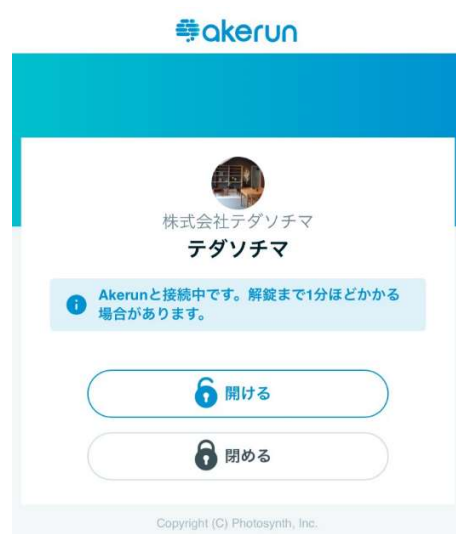 akerun
株式会社テダソチマ
テダソチマ
Akerunと接続中です。解錠まで1分ほどかかる
場合があります。
開ける
閉める
Copyright (C) Photosynth, Inc.